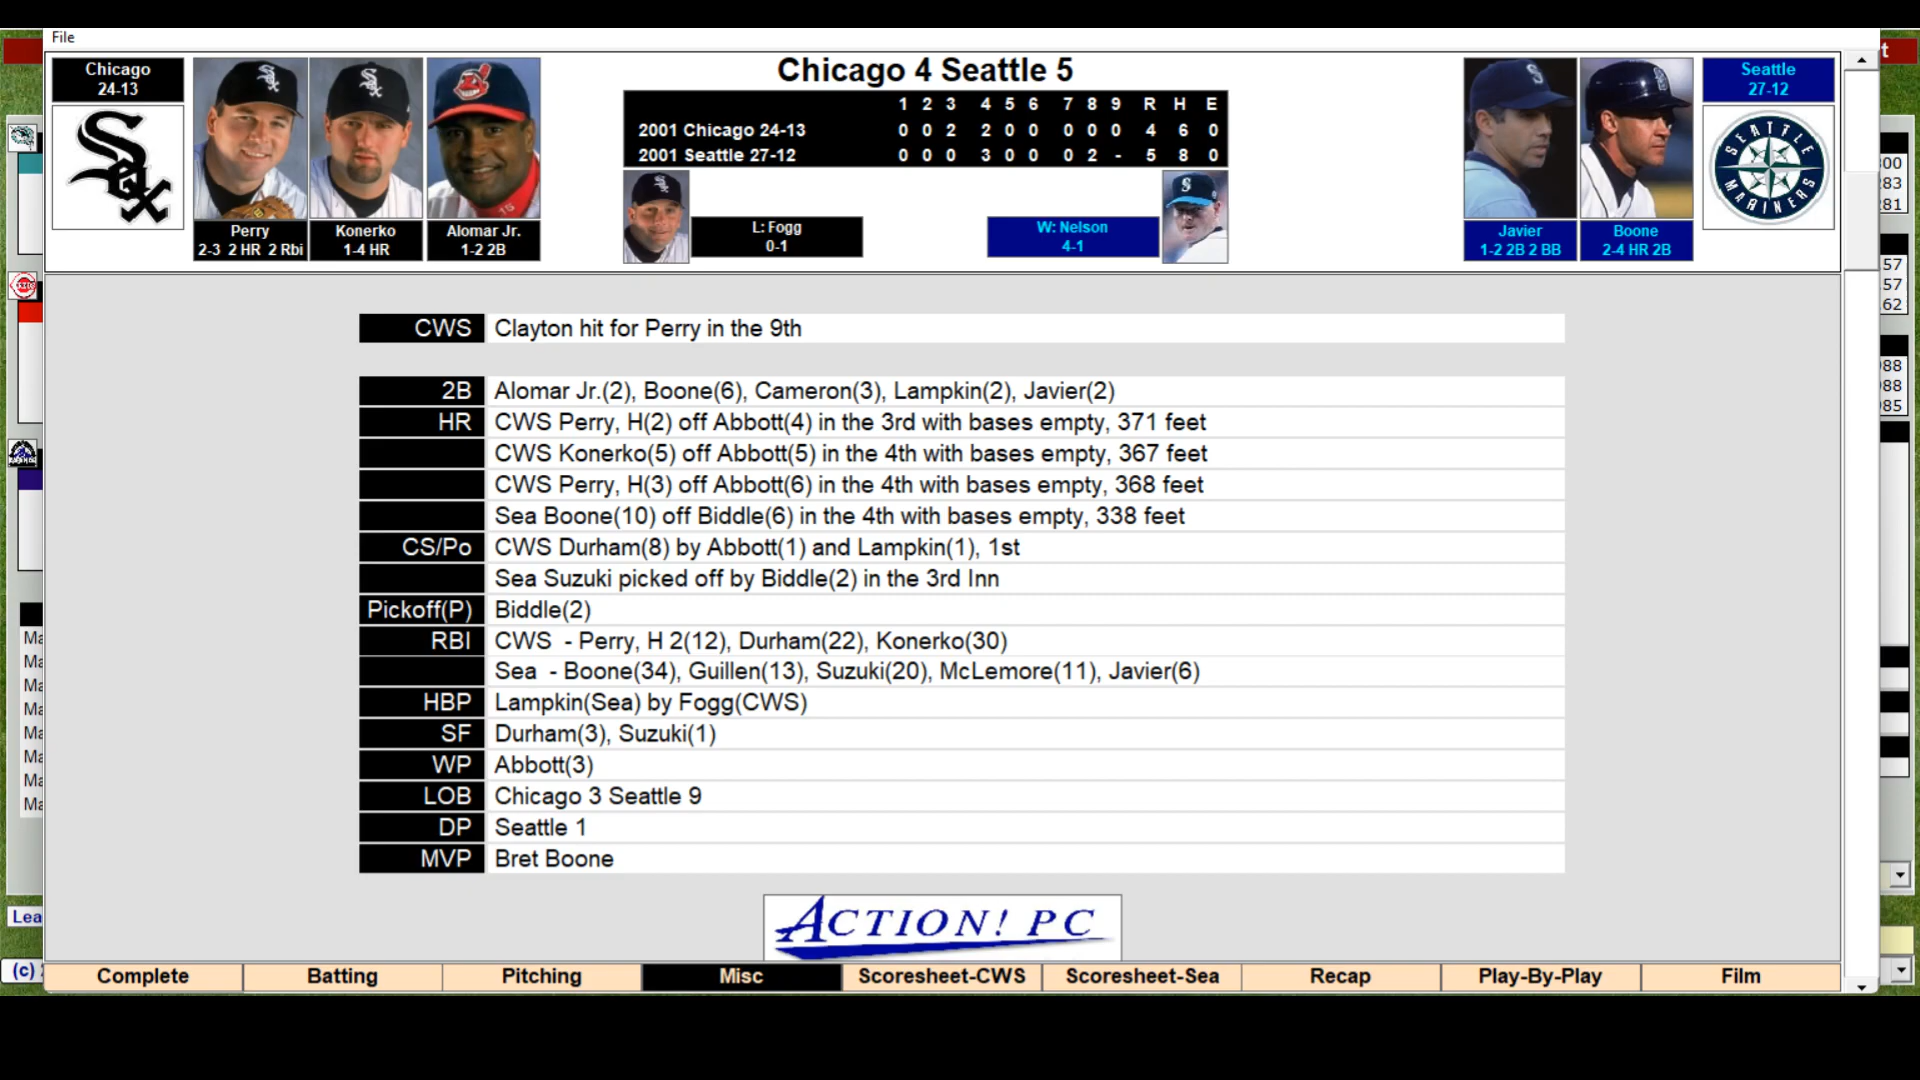 File
Chicago
24-13
Perry
2-3 2 HR 2 Rbi
Konerko
1-4 HR
Alomar Jr.
1-2 2B
Chicago 4 Seattle 5
1 2 3 4 5 6 7 8 9 R H E
2001 Chicago 24-13 0 0 2 2 0 0 0 0 0 4 6 0
2001 Seattle 27-12 0 0 0 3 0 0 0 2 - 5 8 0
L: Fogg
0-1
W: Nelson
4-1
Javier
1-2 2B 2 BB
Boone
2-4 HR 2B
Seattle
27-12
SEATTLE
MARINERS
CWS Clayton hit for Perry in the 9th
2B Alomar Jr.(2), Boone(6), Cameron(3), Lampkin(2), Javier(2)
HR CWS Perry, H(2) off Abbott(4) in the 3rd with bases empty, 371 feet
CWS Konerko(5) off Abbott(5) in the 4th with bases empty, 367 feet
CWS Perry, H(3) off Abbott(6) in the 4th with bases empty, 368 feet
Sea Boone(10) off Biddle(6) in the 4th with bases empty, 338 feet
CS/Po CWS Durham(8) by Abbott(1) and Lampkin(1), 1st
Sea Suzuki picked off by Biddle(2) in the 3rd Inn
Pickoff(P) Biddle(2)
RBI CWS - Perry, H 2(12), Durham(22), Konerko(30)
Sea - Boone(34), Guillen(13), Suzuki(20), McLemore(11), Javier(6)
HBP Lampkin(Sea) by Fogg(CWS)
SF Durham(3), Suzuki(1)
WP Abbott(3)
LOB Chicago 3 Seattle 9
DP Seattle 1
MVP Bret Boone
ACTION! PC
Complete Batting Pitching Misc Scoresheet-CWS Scoresheet-Sea Recap Play-By-Play Film